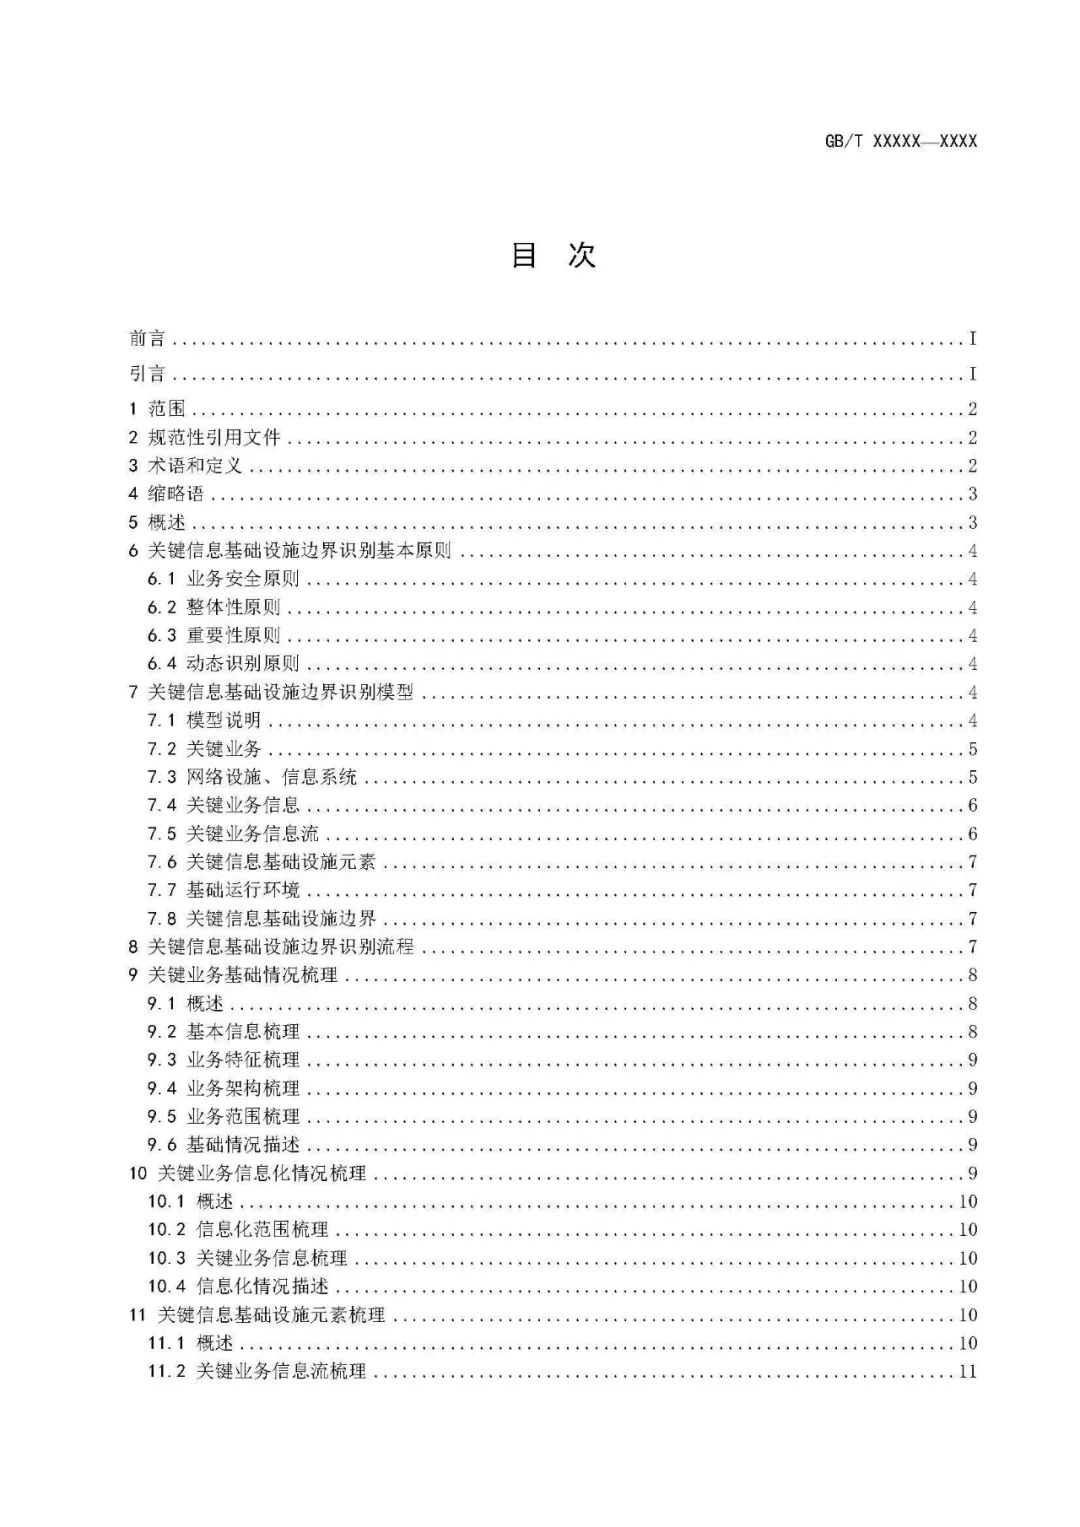 GB/T XXXXX—XXXX
目 次
前言 ........ I
引言 ........ I
1 范围 ........ 2
2 规范性引用文件 ........ 2
3 术语和定义 ........ 2
4 缩略语 ........ 3
5 概述 ........ 3
6 关键信息基础设施边界识别基本原则 ........ 4
6.1 业务安全原则 ........ 4
6.2 整体性原则 ........ 4
6.3 重要性原则 ........ 4
6.4 动态识别原则 ........ 4
7 关键信息基础设施边界识别模型 ........ 4
7.1 模型说明 ........ 4
7.2 关键业务 ........ 5
7.3 网络设施、信息系统 ........ 5
7.4 关键业务信息 ........ 6
7.5 关键业务信息流 ........ 6
7.6 关键信息基础设施元素 ........ 7
7.7 基础运行环境 ........ 7
7.8 关键信息基础设施边界 ........ 7
8 关键信息基础设施边界识别流程 ........ 7
9 关键业务基础情况梳理 ........ 8
9.1 概述 ........ 8
9.2 基本信息梳理 ........ 8
9.3 业务特征梳理 ........ 9
9.4 业务架构梳理 ........ 9
9.5 业务范围梳理 ........ 9
9.6 基础情况描述 ........ 9
10 关键业务信息化情况梳理 ........ 9
10.1 概述 ........ 10
10.2 信息化范围梳理 ........ 10
10.3 关键业务信息梳理 ........ 10
10.4 信息化情况描述 ........ 10
11 关键信息基础设施元素梳理 ........ 10
11.1 概述 ........ 10
11.2 关键业务信息流梳理 ........ 11